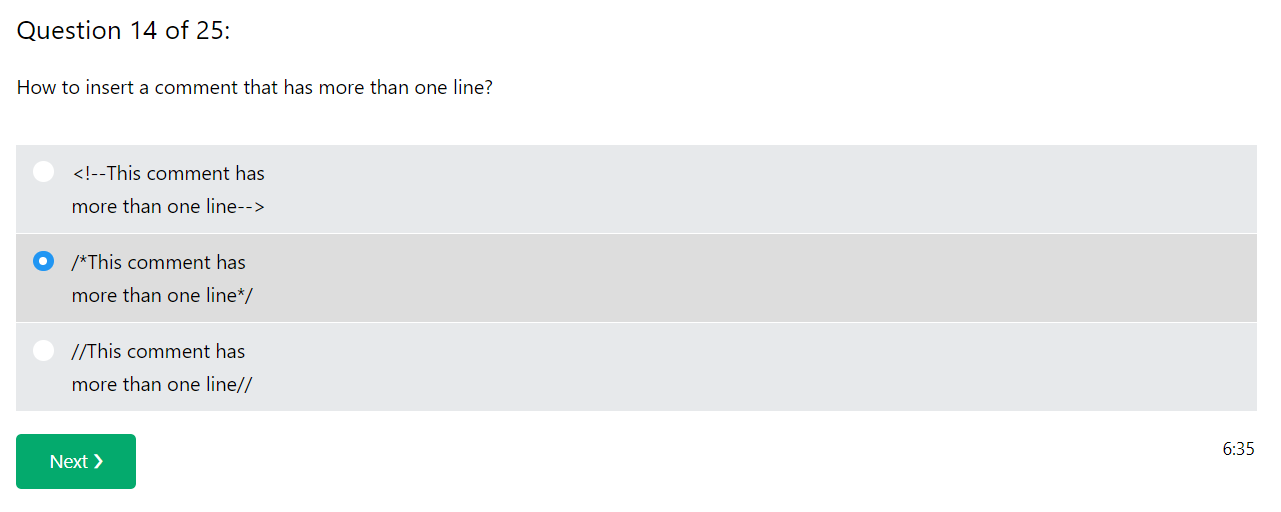 Question 14 of 25:
How to insert a comment that has more than one line?
<!--This comment has
more than one line-->
/*This comment has
more than one line*/
//This comment has
more than one line//
Next ❯
6:35